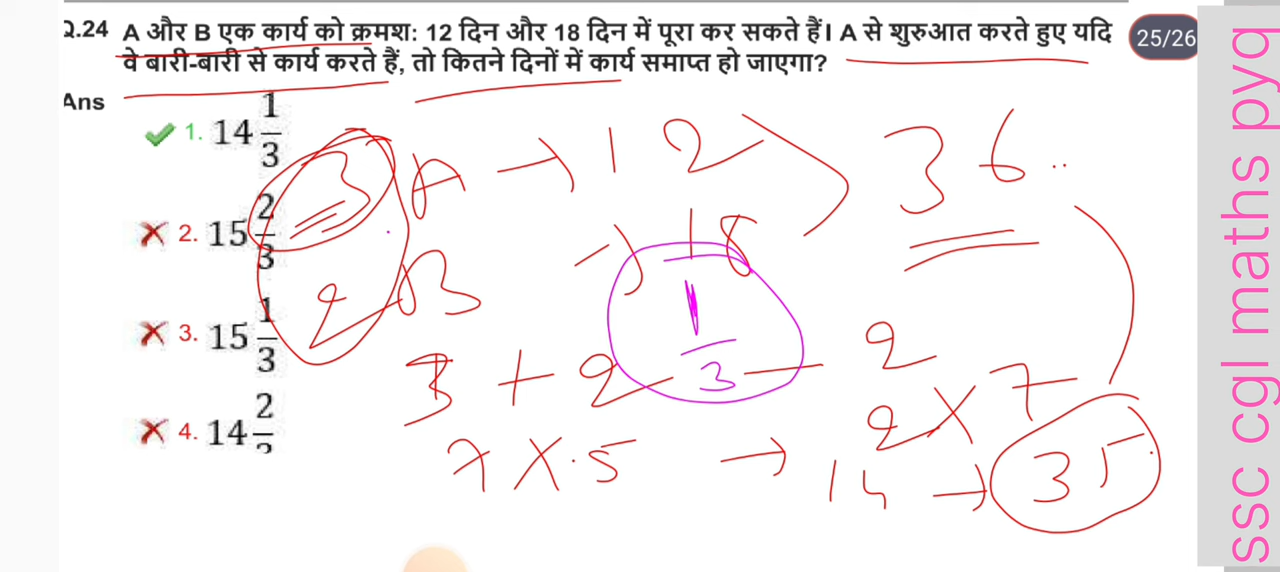 Q.24 A और B एक कार्य को क्रमश: 12 दिन और 18 दिन में पूरा कर सकते हैं। A से शुरुआत करते हुए यदि
वे बारी-बारी से कार्य करते हैं, तो कितने दिनों में कार्य समाप्त हो जाएगा?
25/26
Ans
1. 14 1/3
2. 15 2/3
3. 15 1/3
4. 14 2/3
3 A → 12
36
2 B → 18
1/3
3 + 2 — 2
2 × 7
7 × 5 → 14 → 35
ssc cgl maths pyq